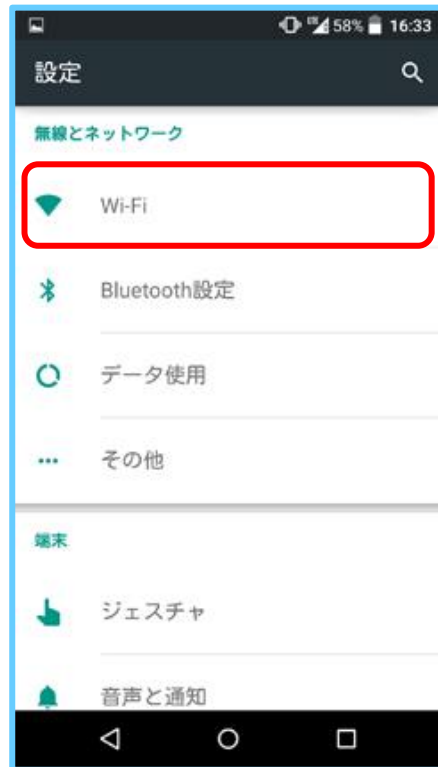 58% 16:33
設定
無線とネットワーク
Wi-Fi
Bluetooth設定
データ使用
その他
端末
ジェスチャ
音声と通知